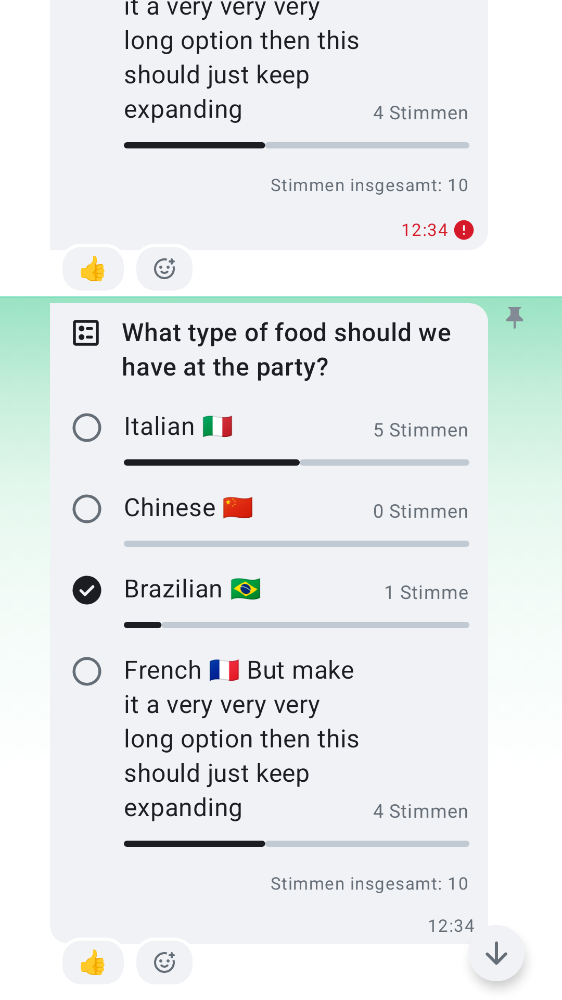 it a very very very
long option then this
should just keep
expanding
4 Stimmen
Stimmen insgesamt: 10
12:34
What type of food should we
have at the party?
Italian 🇮🇹
5 Stimmen
Chinese 🇨🇳
0 Stimmen
Brazilian 🇧🇷
1 Stimme
French 🇫🇷 But make
it a very very very
long option then this
should just keep
expanding
4 Stimmen
Stimmen insgesamt: 10
12:34